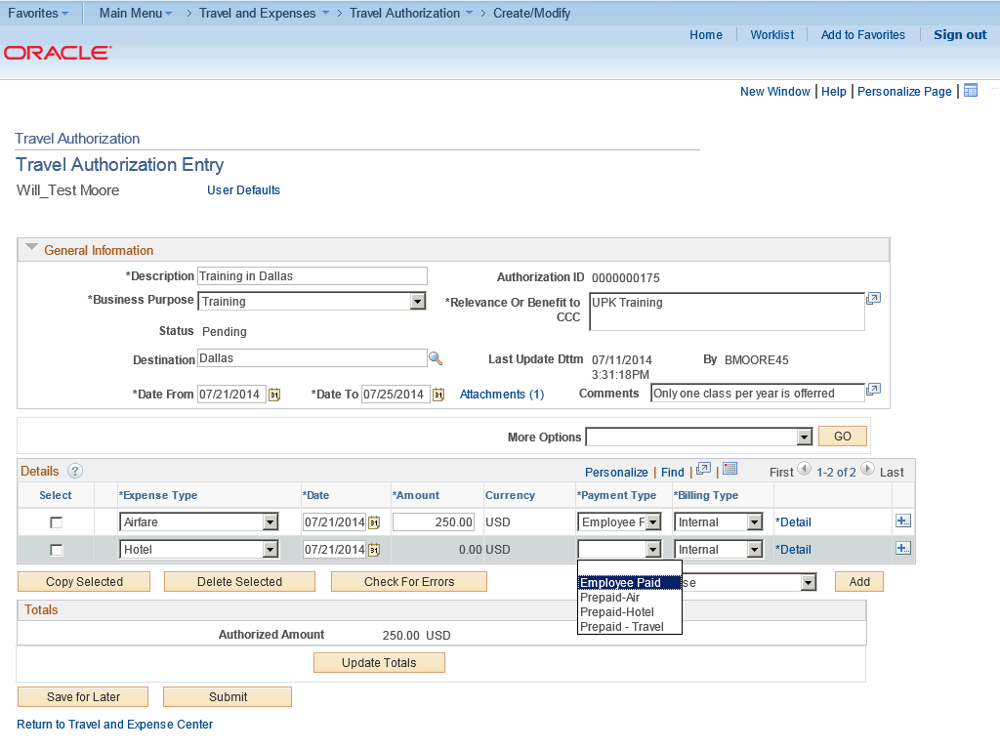 Favorites Main Menu > Travel and Expenses > Travel Authorization > Create/Modify
Home Worklist Add to Favorites Sign out
ORACLE
New Window | Help | Personalize Page |
Travel Authorization
Travel Authorization Entry
Will_Test Moore User Defaults
General Information
*Description Training in Dallas Authorization ID 0000000175
*Business Purpose Training *Relevance Or Benefit to CCC UPK Training
Status Pending
Destination Dallas Last Update Dttm 07/11/2014 3:31:18PM By BMOORE45
*Date From 07/21/2014 31 *Date To 07/25/2014 31 Attachments (1) Comments Only one class per year is offerred
More Options GO
Details ? Personalize | Find | | First 1-2 of 2 Last
Select *Expense Type *Date *Amount Currency *Payment Type *Billing Type
Airfare 07/21/2014 31 250.00 USD Employee P Internal *Detail
Hotel 07/21/2014 31 0.00 USD Internal *Detail
Copy Selected Delete Selected Check For Errors se Add
Employee Paid
Prepaid-Air
Prepaid-Hotel
Prepaid - Travel
Totals
Authorized Amount 250.00 USD
Update Totals
Save for Later Submit
Return to Travel and Expense Center